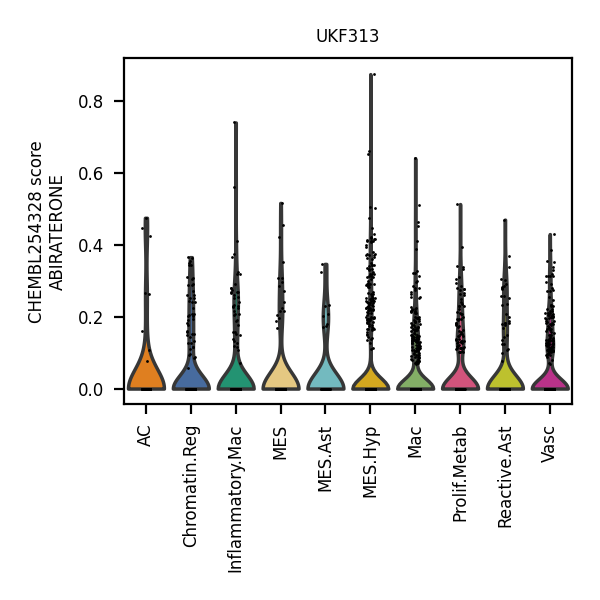 UKF313
CHEMBL254328 score
ABIRATERONE
0.8
0.6
0.4
0.2
0.0
AC
Chromatin.Reg
Inflammatory.Mac
MES
MES.Ast
MES.Hyp
Mac
Prolif.Metab
Reactive.Ast
Vasc